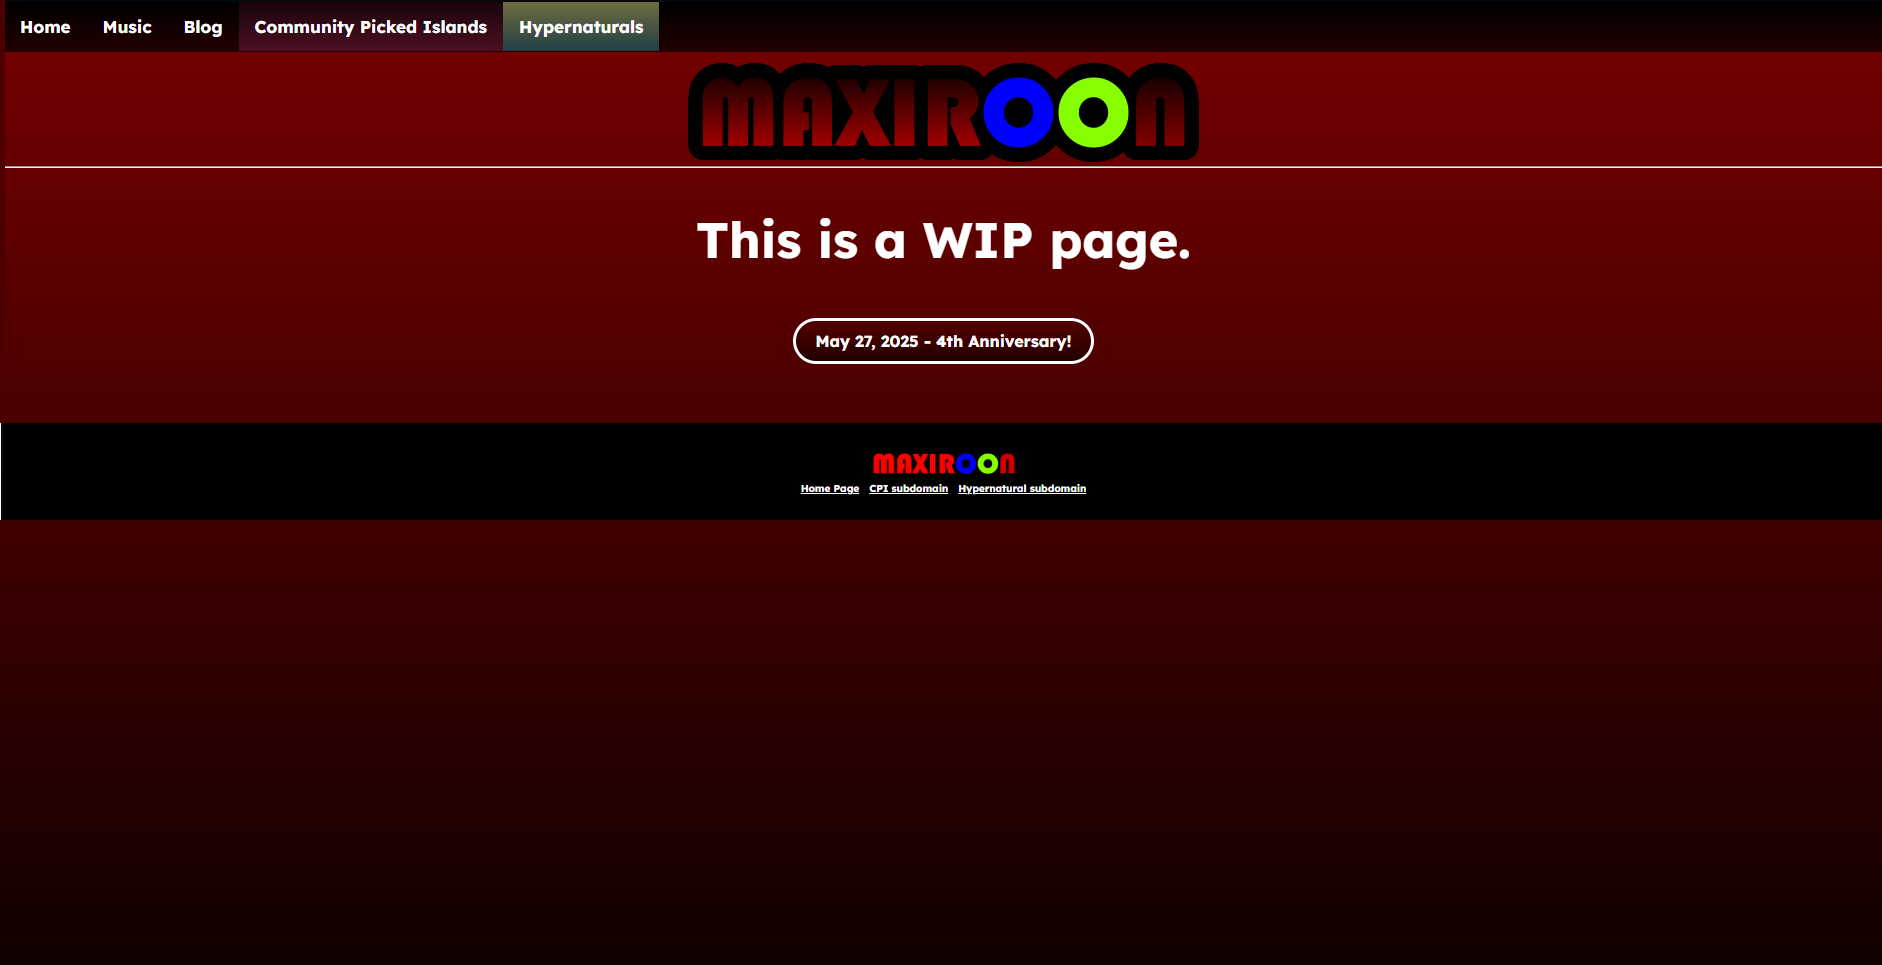 Home Music Blog Community Picked Islands Hypernaturals
MAXIROON
This is a WIP page.
May 27, 2025 - 4th Anniversary!
MAXIROON
Home Page CPI subdomain Hypernatural subdomain